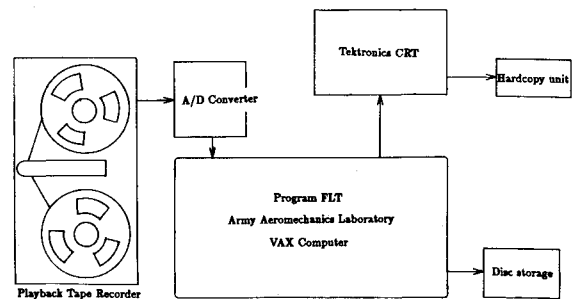 Tektronics CRT
Hardcopy unit
A/D Converter
Program FLT
Army Aeromechanics Laboratory
VAX Computer
Disc storage
Playback Tape Recorder